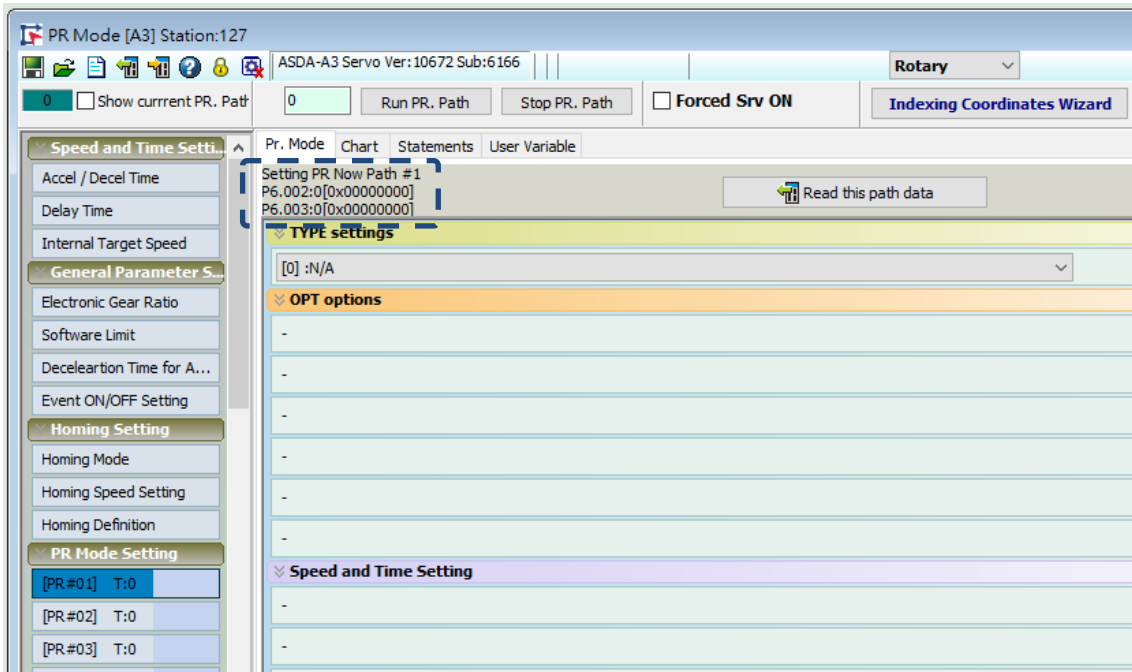 PR Mode [A3] Station:127
ASDA-A3 Servo Ver:10672 Sub:6166
Rotary
0
Show currrent PR. Path
0
Run PR. Path
Stop PR. Path
Forced Srv ON
Indexing Coordinates Wizard
Speed and Time Setti...
Accel / Decel Time
Delay Time
Internal Target Speed
General Parameter S...
Electronic Gear Ratio
Software Limit
Deceleartion Time for A...
Event ON/OFF Setting
Homing Setting
Homing Mode
Homing Speed Setting
Homing Definition
PR Mode Setting
[PR#01] T:0
[PR#02] T:0
[PR#03] T:0
Pr. Mode
Chart
Statements
User Variable
Setting PR Now Path #1
P6.002:0[0x00000000]
P6.003:0[0x00000000]
Read this path data
TYPE settings
[0] :N/A
OPT options
-
-
-
-
-
-
Speed and Time Setting
-
-